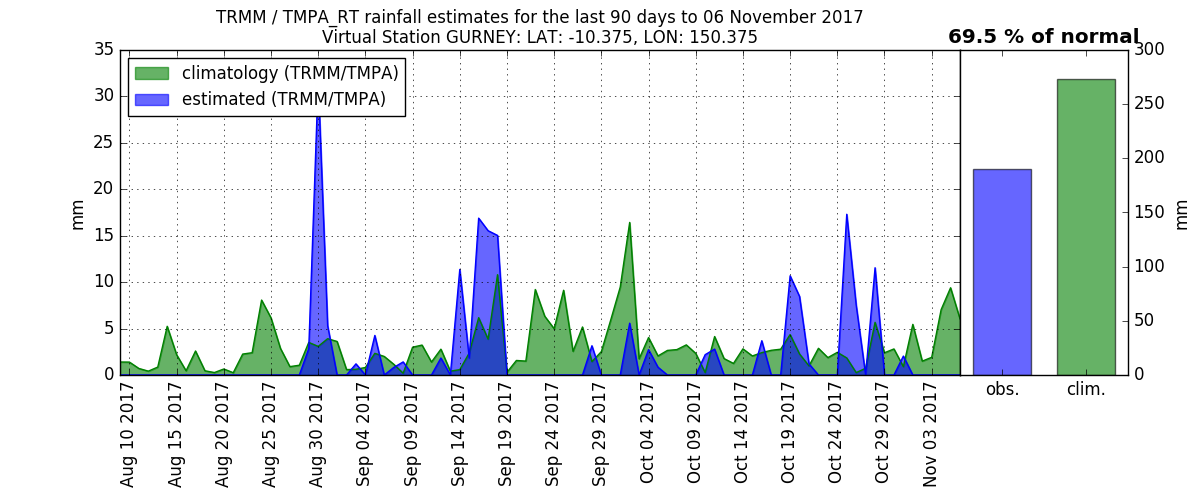 TRMM / TMPA_RT rainfall estimates for the last 90 days to 06 November 2017
Virtual Station GURNEY: LAT: -10.375, LON: 150.375
69.5 % of normal
climatology (TRMM/TMPA)
estimated (TRMM/TMPA)
mm
35
30
25
20
15
10
5
0
Aug 10 2017
Aug 15 2017
Aug 20 2017
Aug 25 2017
Aug 30 2017
Sep 04 2017
Sep 09 2017
Sep 14 2017
Sep 19 2017
Sep 24 2017
Sep 29 2017
Oct 04 2017
Oct 09 2017
Oct 14 2017
Oct 19 2017
Oct 24 2017
Oct 29 2017
Nov 03 2017
obs.
clim.
300
250
200
150
100
50
0
mm